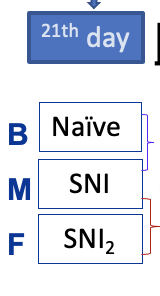 21th day
B Naïve
M SNI
F SNI₂